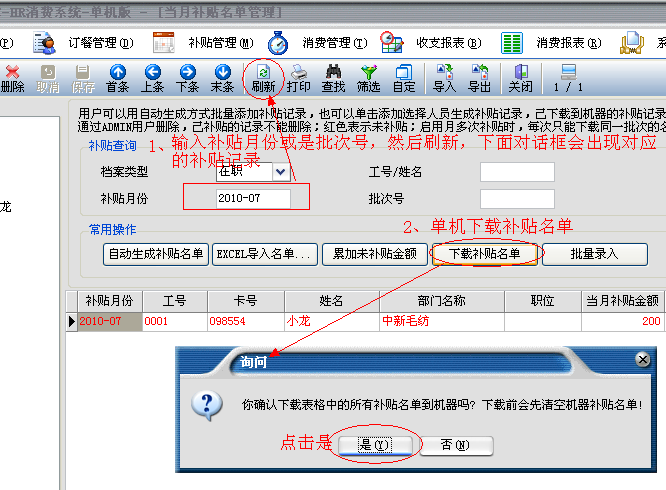 -HR消费系统-单机版 - [当月补贴名单管理]
(P) 订餐管理(D) 补贴管理(M) 消费管理(T) 收支报表(B) 消费报表(R) 系
删除 取消 保存 首条 上条 下条 末条 刷新 打印 查找 筛选 自定 导入 导出 关闭 1 / 1
用户可以用自动生成方式批量添加补贴记录,也可以单击添加选择人员生成补贴记录,已下载到机器的补贴记录
通过ADMIN用户删除,已补贴的记录不能删除;红色表示未补贴;启用月多次补贴时,每次只能下载同一批次的名
补贴查询
1、输入补贴月份或是批次号,然后刷新,下面对话框会出现对应
的补贴记录
档案类型 在职 工号/姓名
龙
补贴月份 2010-07 批次号
2、单机下载补贴名单
常用操作
自动生成补贴名单 EXCEL导入名单... 累加未补贴金额 下载补贴名单 批量录入
补贴月份 工号 卡号 姓名 部门名称 职位 当月补贴金额
2010-07 0001 098554 小龙 中新毛纺 200
询问
你确认下载表格中的所有补贴名单到机器吗? 下载前会先清空机器补贴名单!
点击是 是(Y) 否(N)